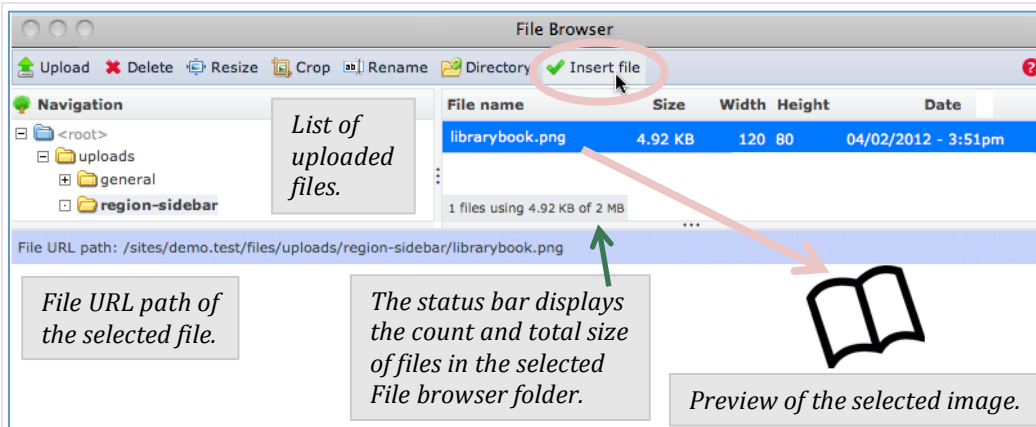 File Browser
Upload Delete Resize Crop Rename Directory Insert file ?
Navigation
<root>
uploads
general
region-sidebar
List of
uploaded
files.
File name Size Width Height Date
librarybook.png 4.92 KB 120 80 04/02/2012 - 3:51pm
1 files using 4.92 KB of 2 MB
File URL path: /sites/demo.test/files/uploads/region-sidebar/librarybook.png
File URL path of
the selected file.
The status bar displays
the count and total size
of files in the selected
File browser folder.
Preview of the selected image.